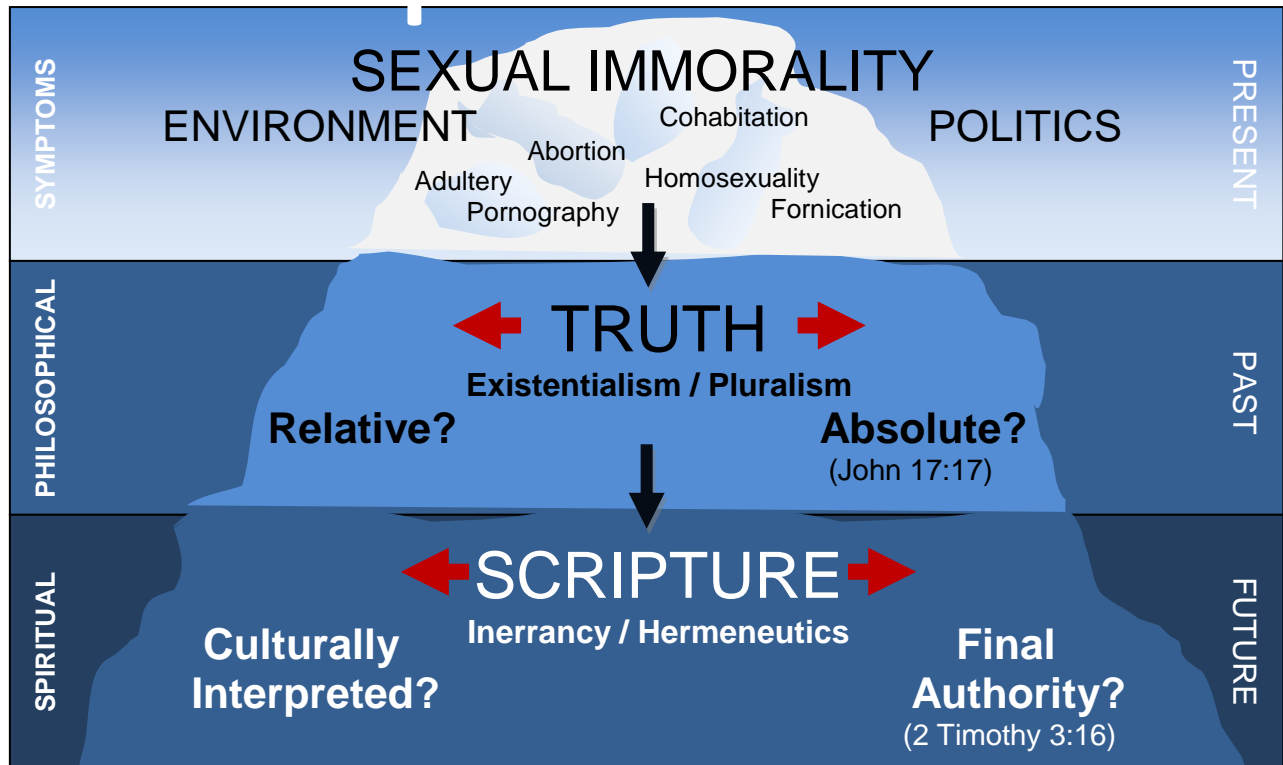 SEXUAL IMMORALITY
ENVIRONMENT
POLITICS
Cohabitation
Abortion
Adultery
Homosexuality
Pornography
Fornication
SYMPTOMS
PRESENT
TRUTH
Existentialism / Pluralism
Relative?
Absolute?
(John 17:17)
PHILOSOPHICAL
PAST
SCRIPTURE
Inerrancy / Hermeneutics
Culturally
Interpreted?
Final
Authority?
(2 Timothy 3:16)
SPIRITUAL
FUTURE